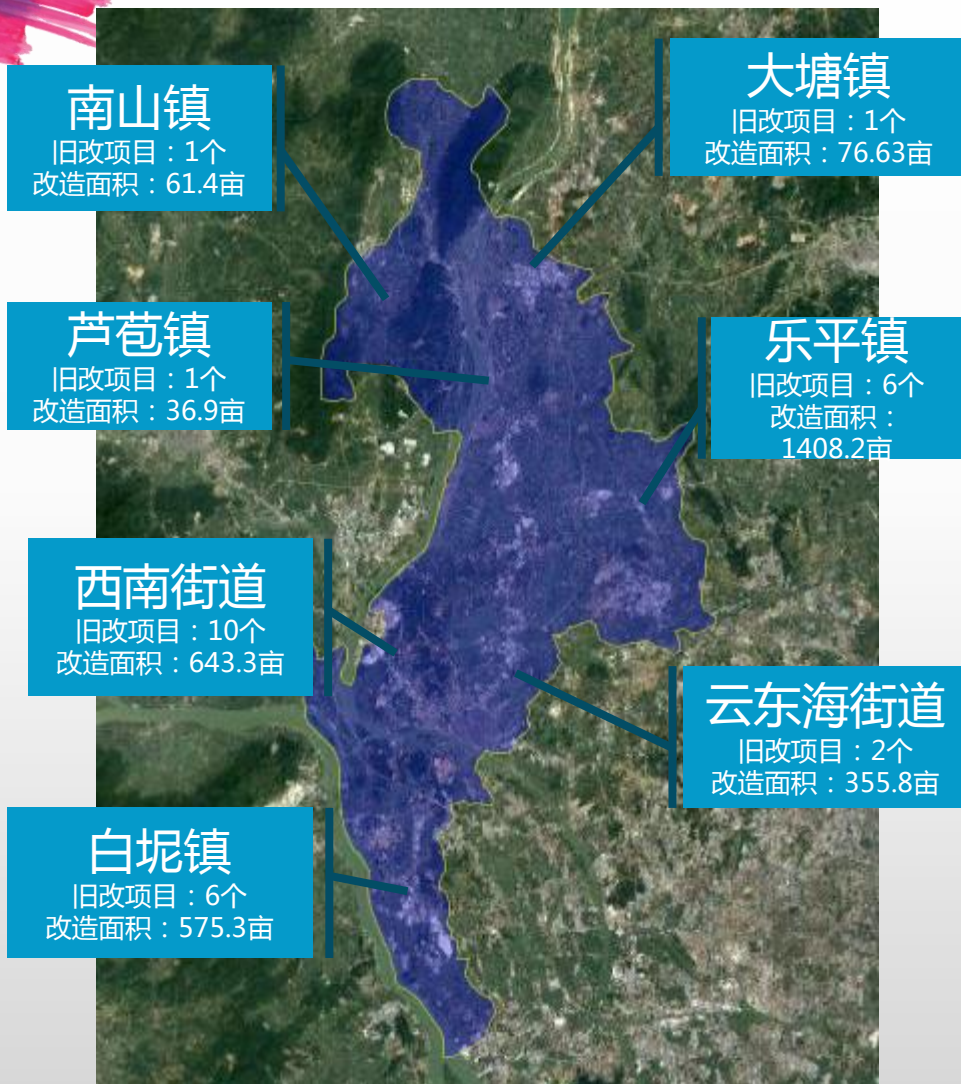 南山镇
旧改项目：1个
改造面积：61.4亩
大塘镇
旧改项目：1个
改造面积：76.63亩
芦苞镇
旧改项目：1个
改造面积：36.9亩
乐平镇
旧改项目：6个
改造面积：
1408.2亩
西南街道
旧改项目：10个
改造面积：643.3亩
云东海街道
旧改项目：2个
改造面积：355.8亩
白坭镇
旧改项目：6个
改造面积：575.3亩